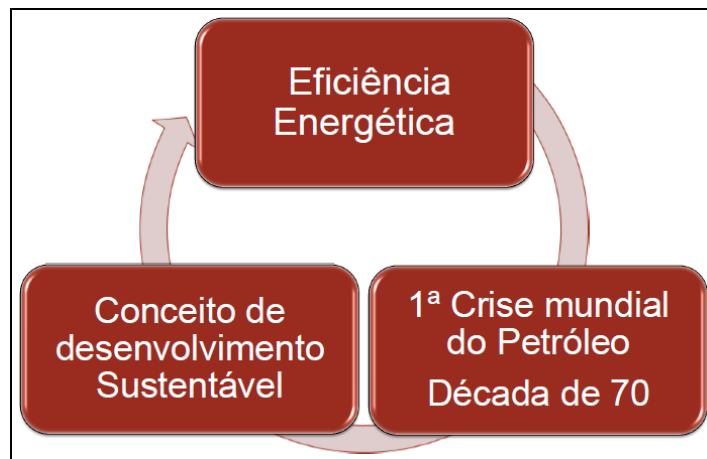 Eficiência
Energética
Conceito de
desenvolvimento
Sustentável
1ª Crise mundial
do Petróleo
Década de 70